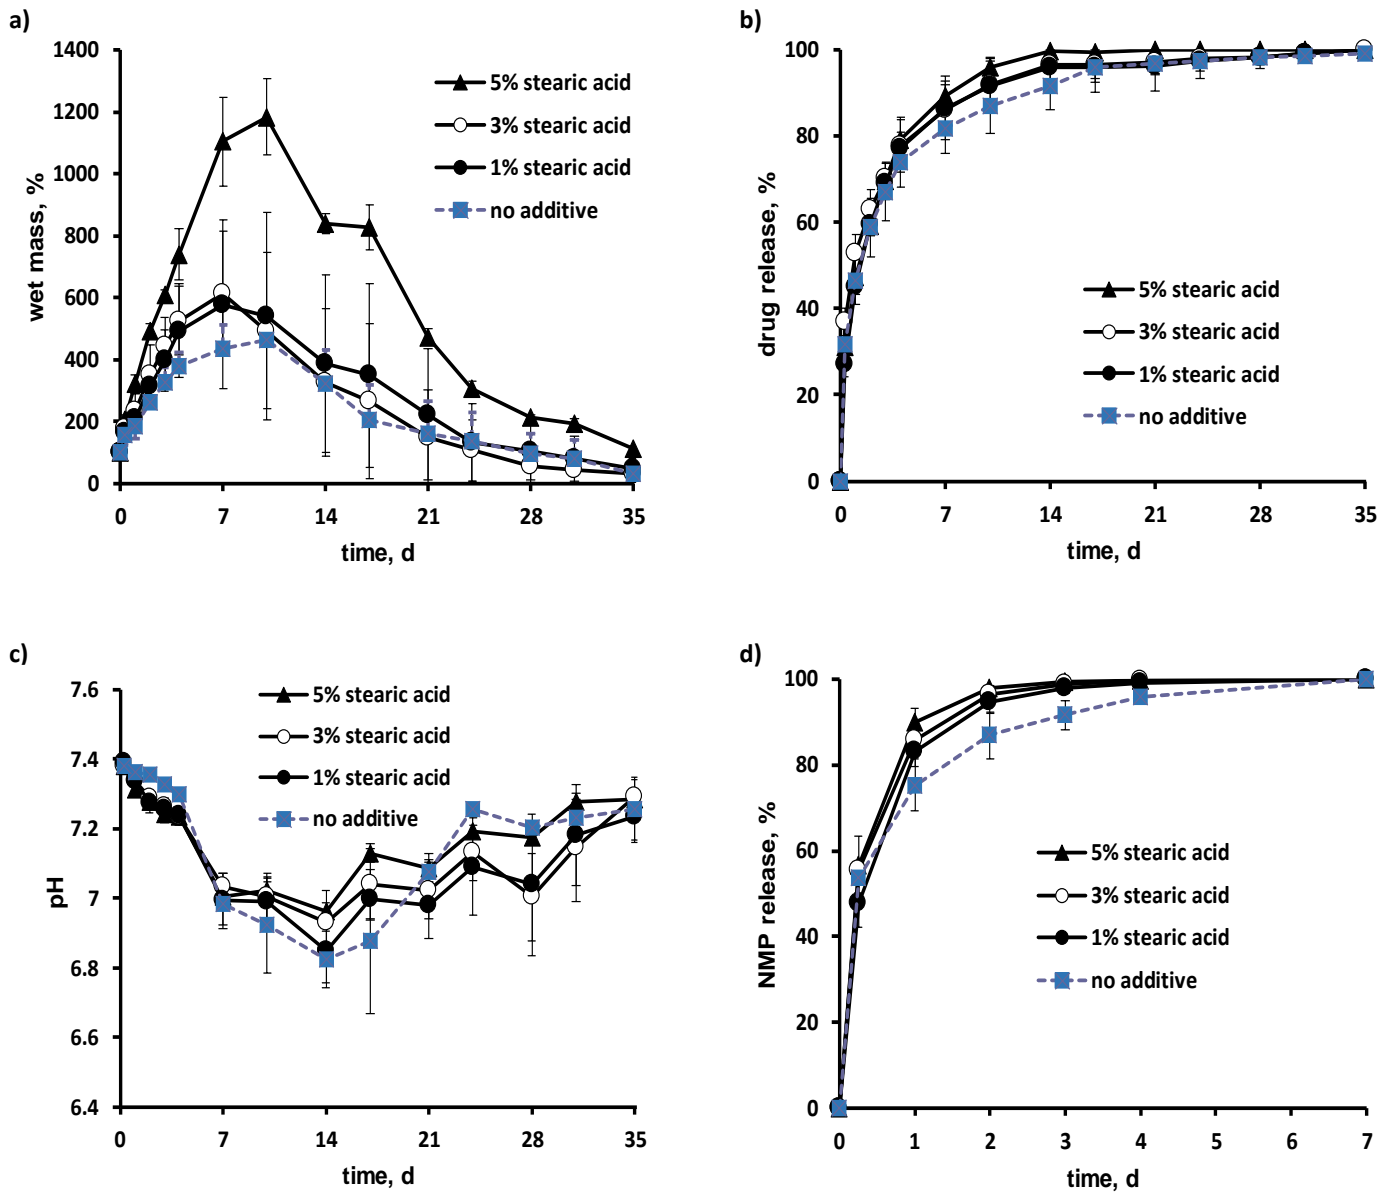 a)
1400
1200
1000
800
600
400
200
0
wet mass, %
5% stearic acid
3% stearic acid
1% stearic acid
no additive
0 7 14 21 28 35
time, d
b)
100
80
60
40
20
0
drug release, %
5% stearic acid
3% stearic acid
1% stearic acid
no additive
0 7 14 21 28 35
time, d
c)
7.6
7.4
7.2
7
6.8
6.6
6.4
pH
5% stearic acid
3% stearic acid
1% stearic acid
no additive
0 7 14 21 28 35
time, d
d)
100
80
60
40
20
0
NMP release, %
5% stearic acid
3% stearic acid
1% stearic acid
no additive
0 1 2 3 4 5 6 7
time, d